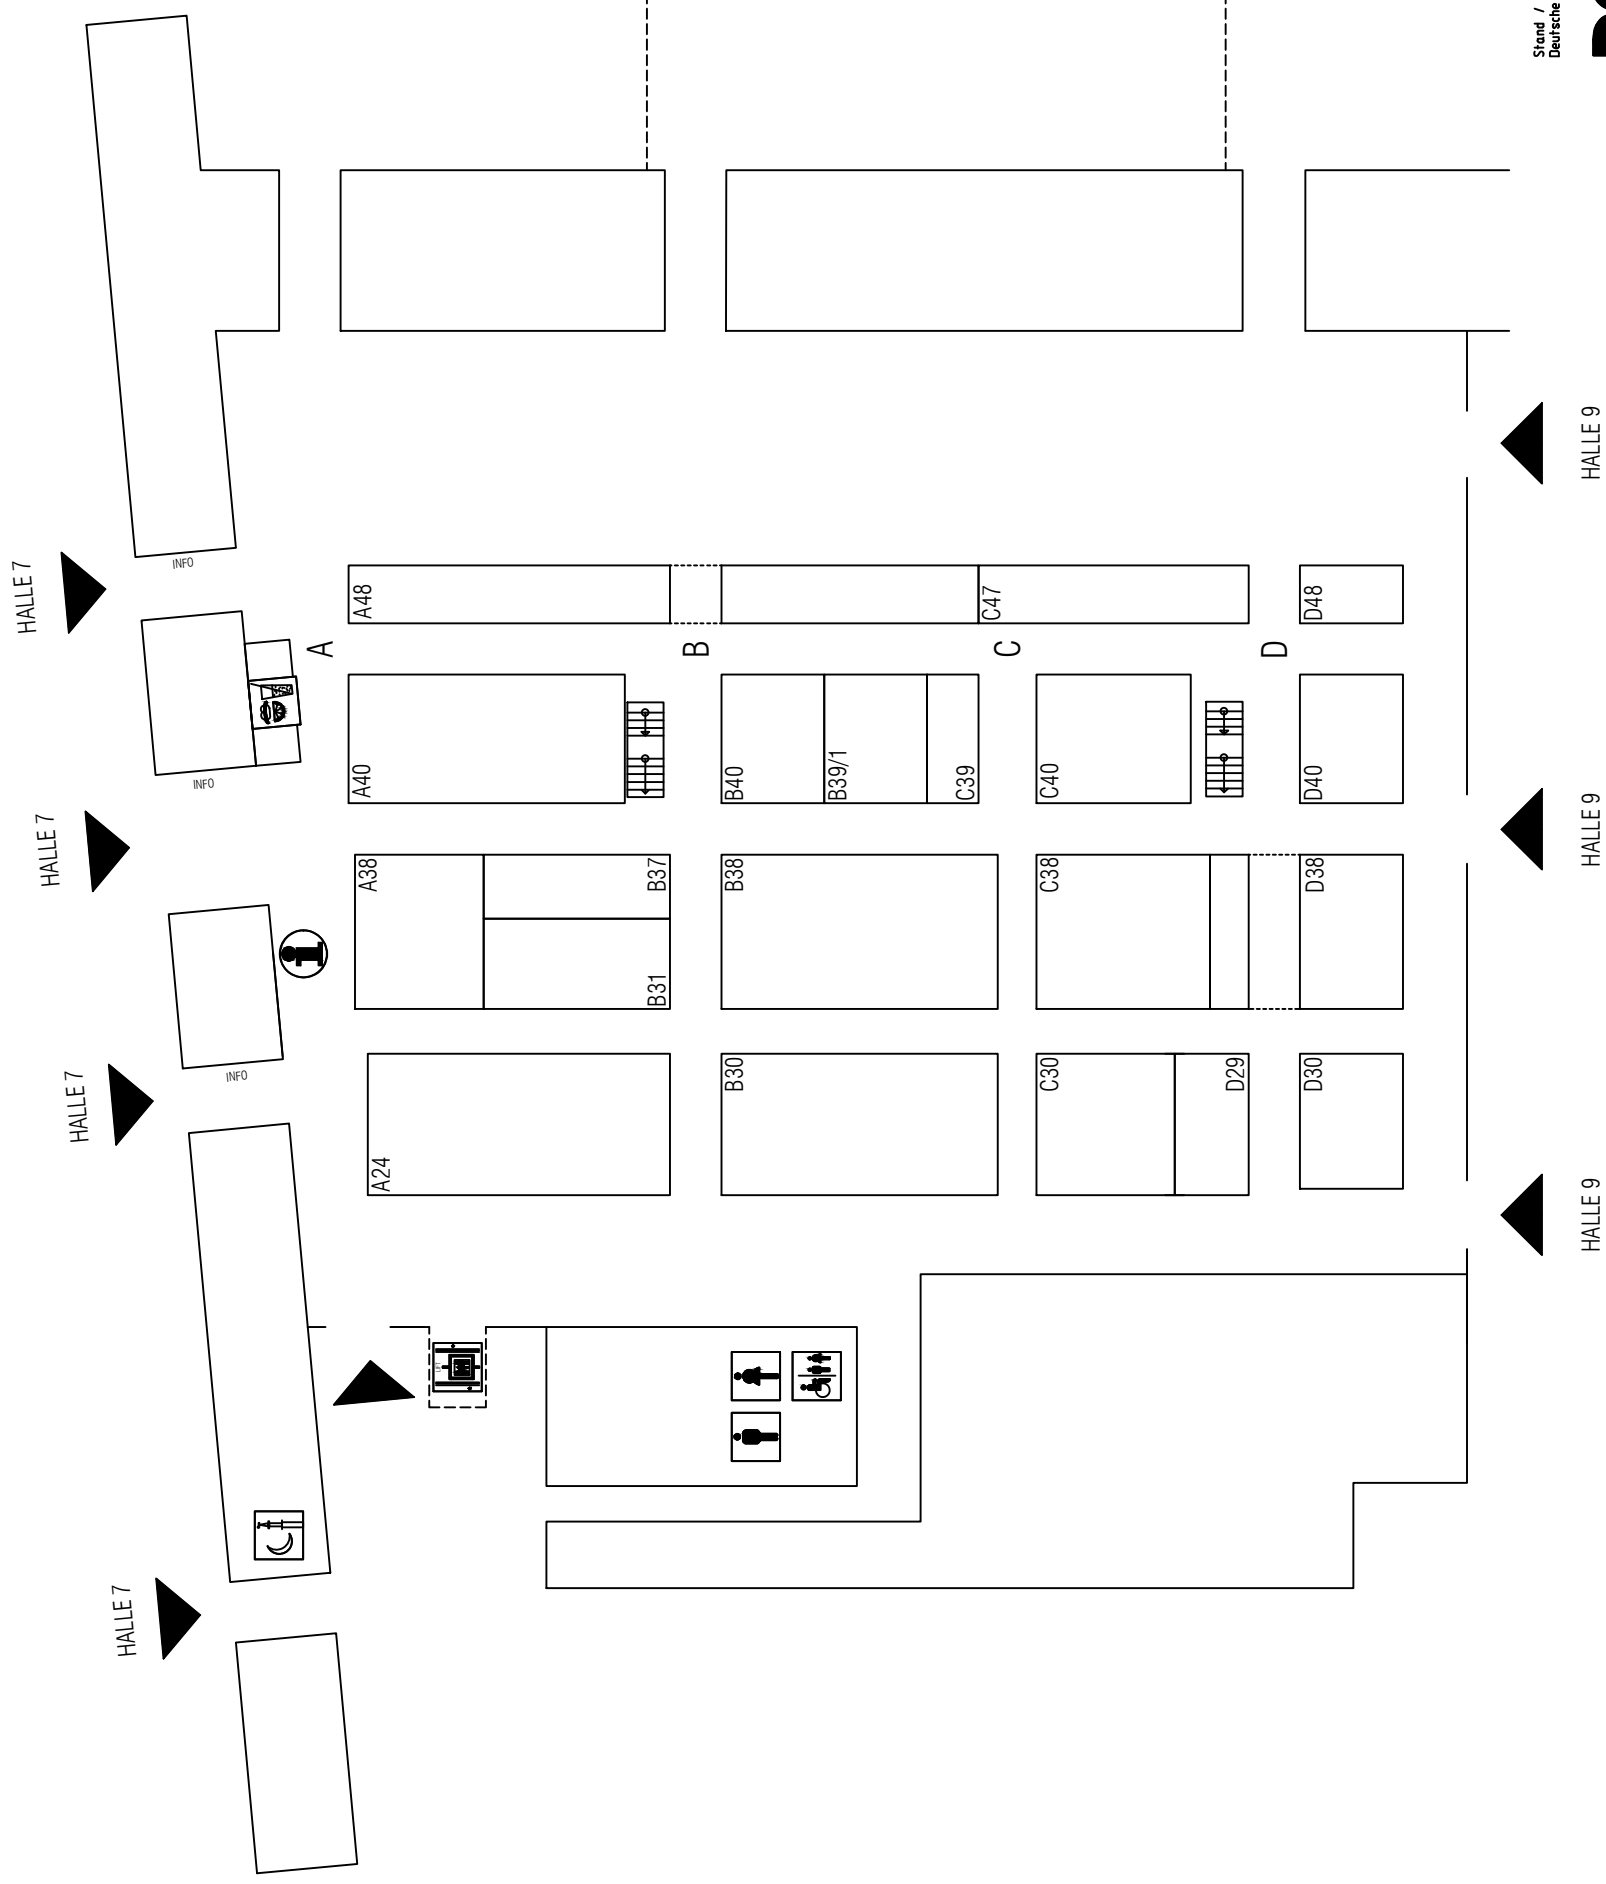 Stand /
Deutsche
HALLE 7
INFO
HALLE 7
INFO
HALLE 7
INFO
HALLE 7
HALLE 9
HALLE 9
HALLE 9
A
B
C
D
A48
C47
D48
A40
B40
B39/1
C39
C40
D40
A38
B37
B31
B38
C38
D38
A24
B30
C30
D29
D30
LIFT